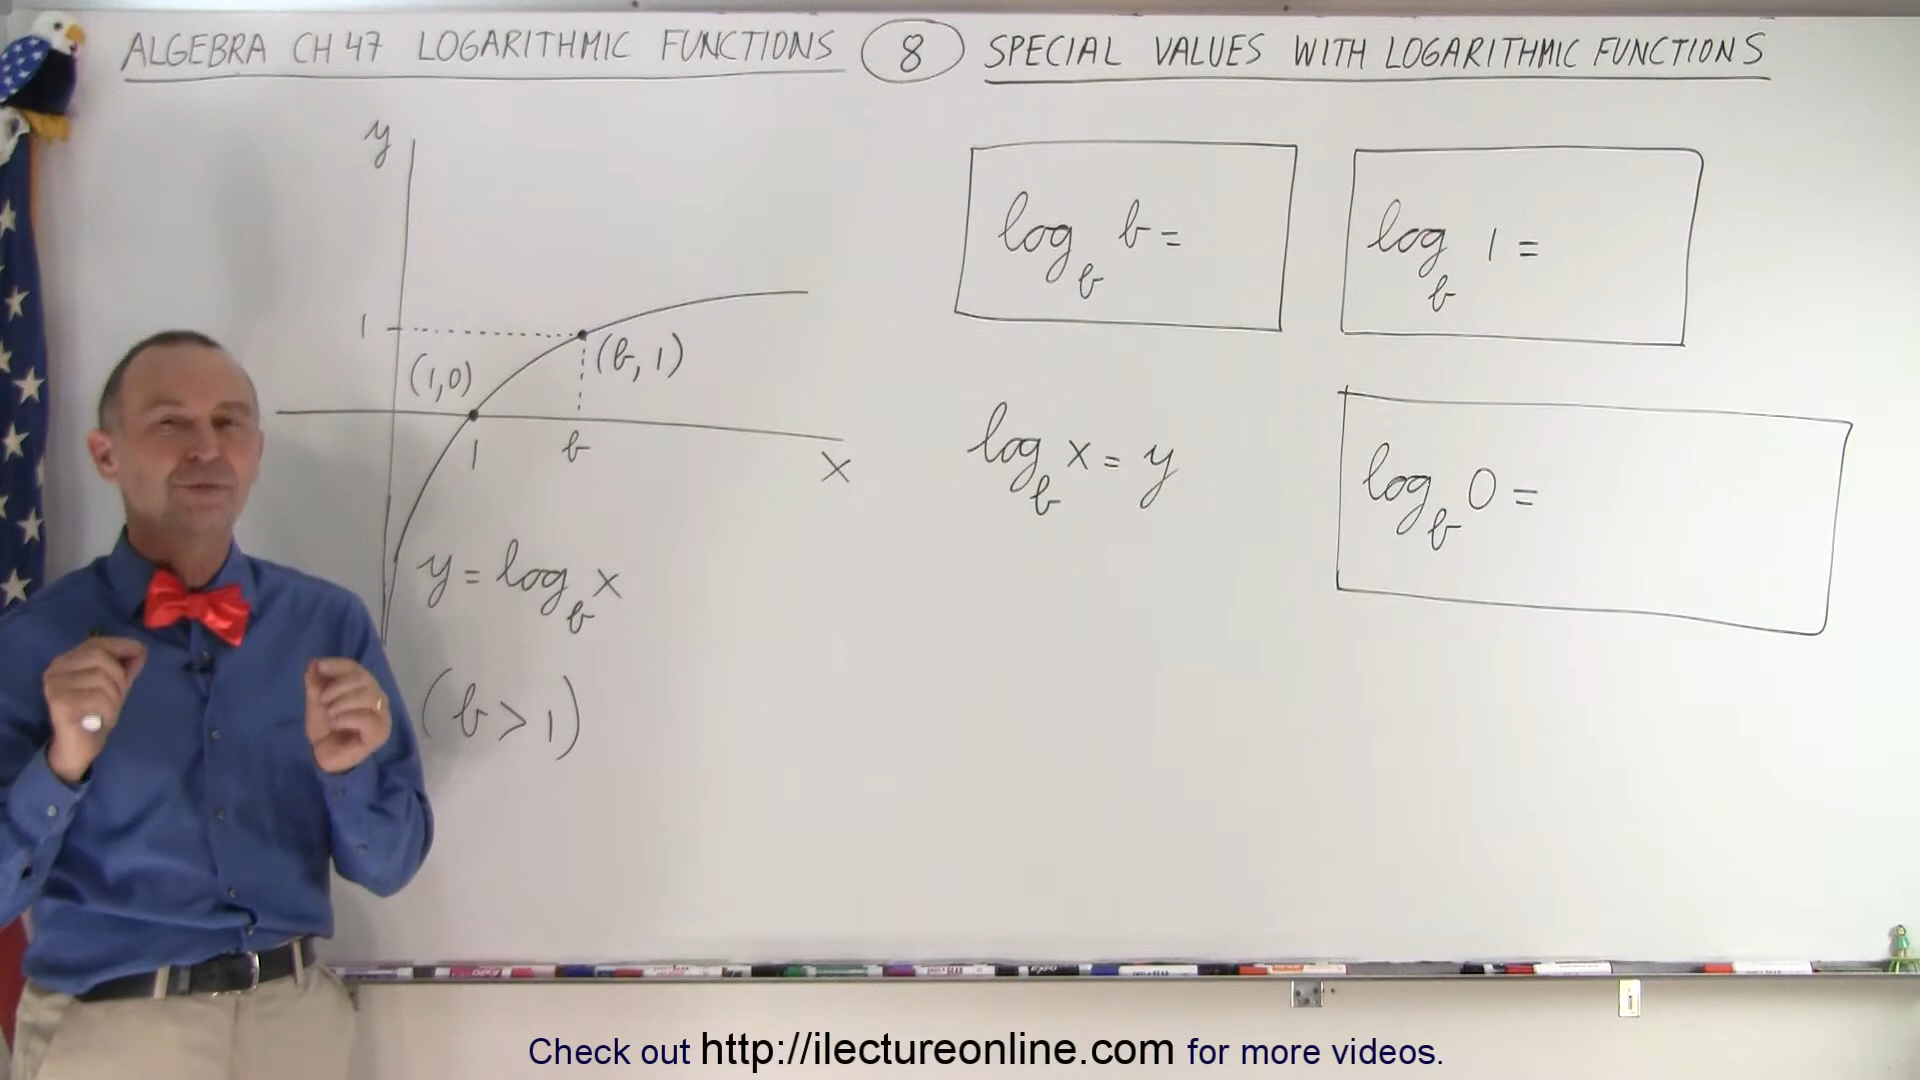 ALGEBRA CH 47 LOGARITHMIC FUNCTIONS 8 SPECIAL VALUES WITH LOGARITHMIC FUNCTIONS
y
1
(1,0)
(b, 1)
1 b x
y = log_b x
(b > 1)
log_b b =
log_b 1 =
log_b x = y
log_b 0 =
Check out http://ilectureonline.com for more videos.